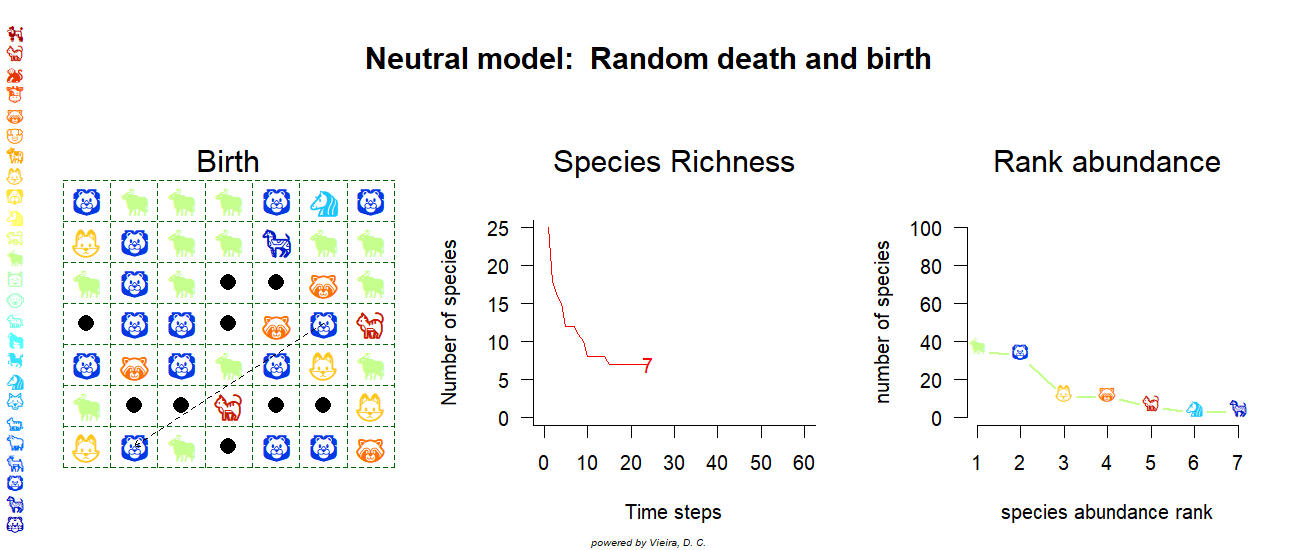 Neutral model:  Random death and birth
Birth
Species Richness
Rank abundance
Number of species
25
20
15
10
5
0
7
0 10 20 30 40 50 60
Time steps
number of species
100
80
60
40
20
0
1 2 3 4 5 6 7
species abundance rank
powered by Vieira, D. C.